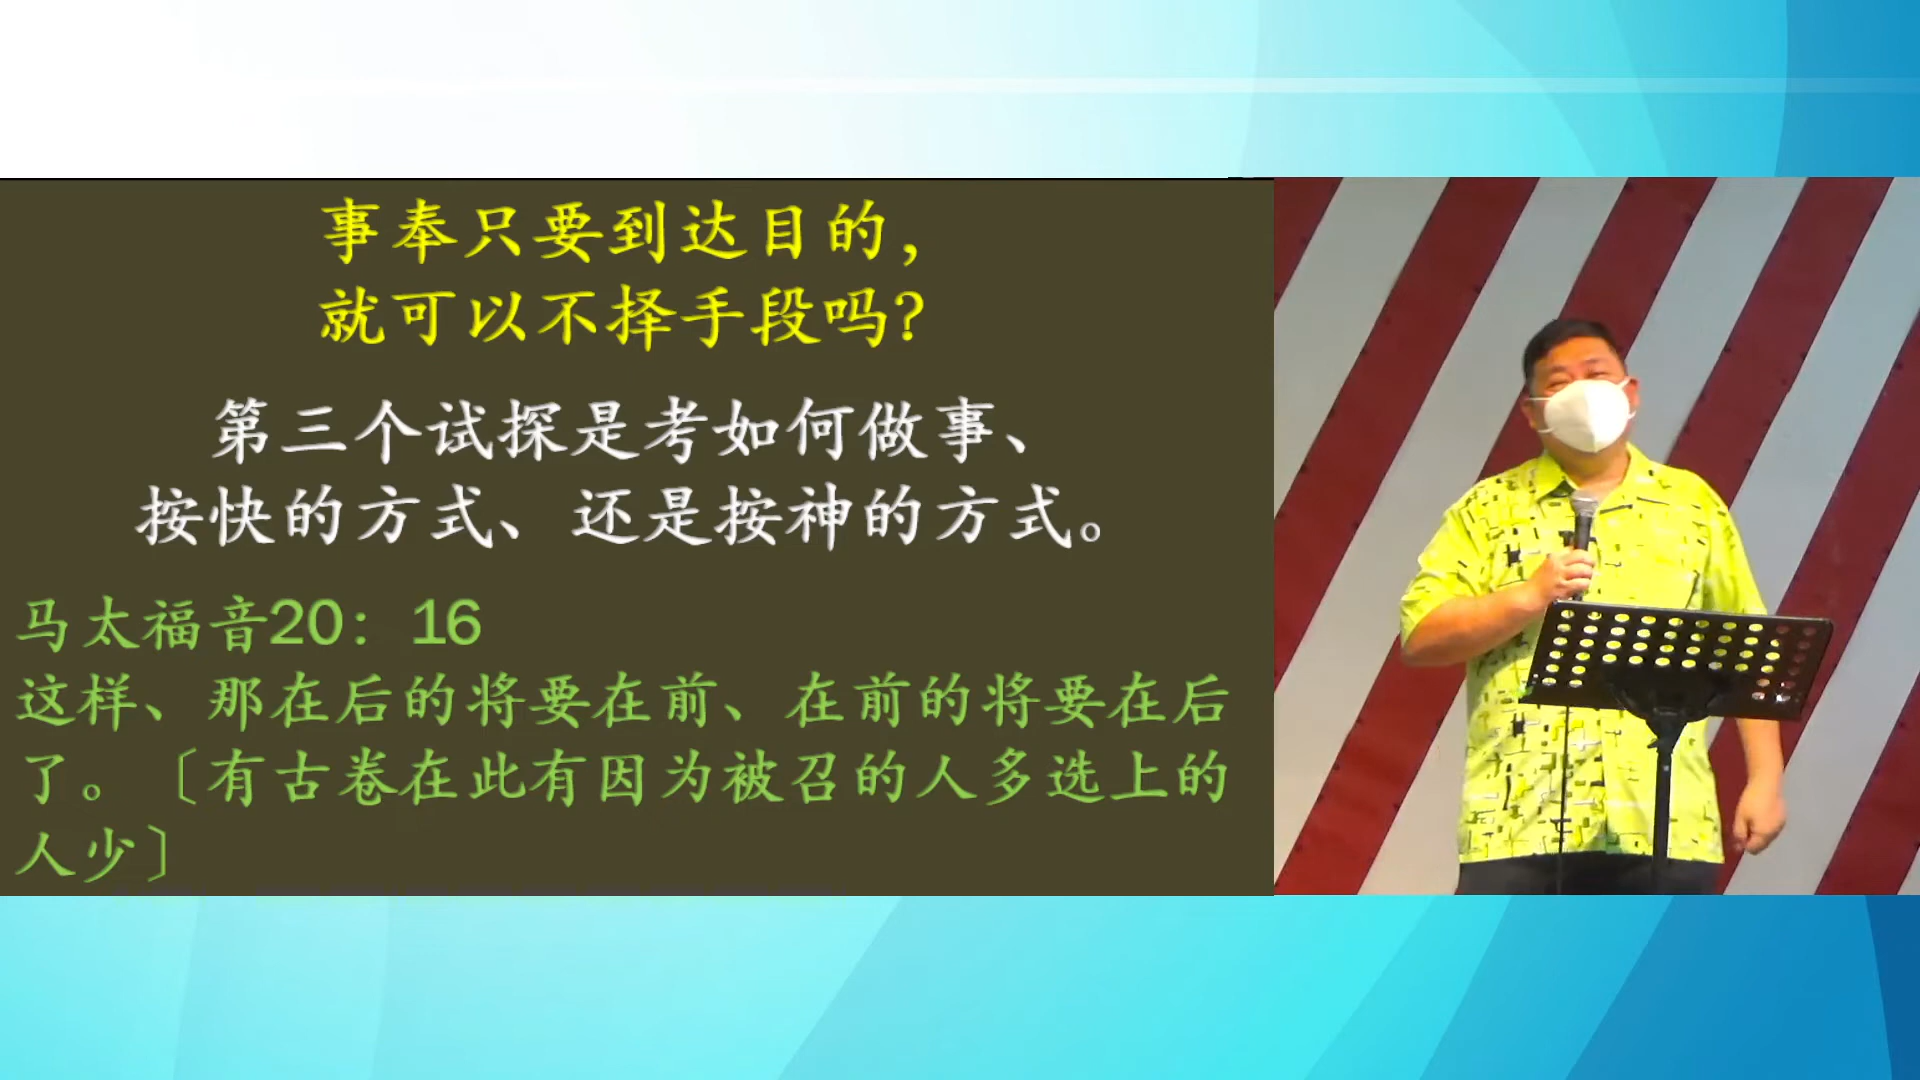 事奉只要到达目的，
就可以不择手段吗？
第三个试探是考如何做事、
按快的方式、还是按神的方式。
马太福音20：16
这样、那在后的将要在前、在前的将要在后
了。〔有古卷在此有因为被召的人多选上的
人少〕